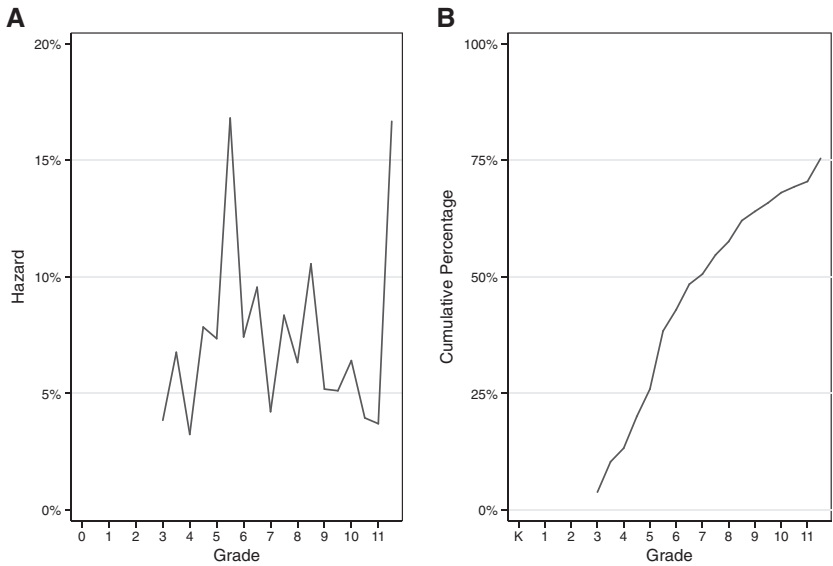 A
20%
15%
10%
5%
0%
Hazard
0 1 2 3 4 5 6 7 8 9 10 11
Grade
B
100%
75%
50%
25%
0%
Cumulative Percentage
K 1 2 3 4 5 6 7 8 9 10 11
Grade